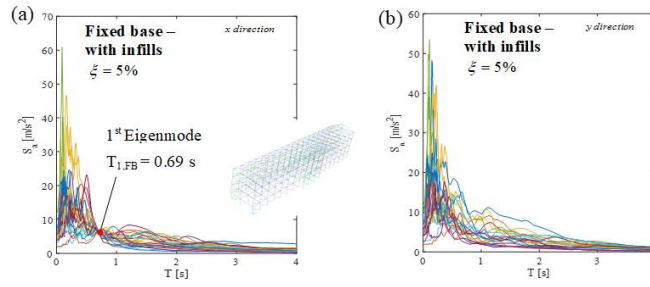 (a)
70
60
50
40
30
20
10
0
Sa [m/s²]
Fixed base –
with infills
ξ = 5%
x direction
1st Eigenmode
T1,FB = 0.69 s
0 1 2 3 4
T [s]
(b)
60
50
40
30
20
10
0
Sa [m/s²]
Fixed base –
with infills
ξ = 5%
y direction
0 1 2 3
T [s]